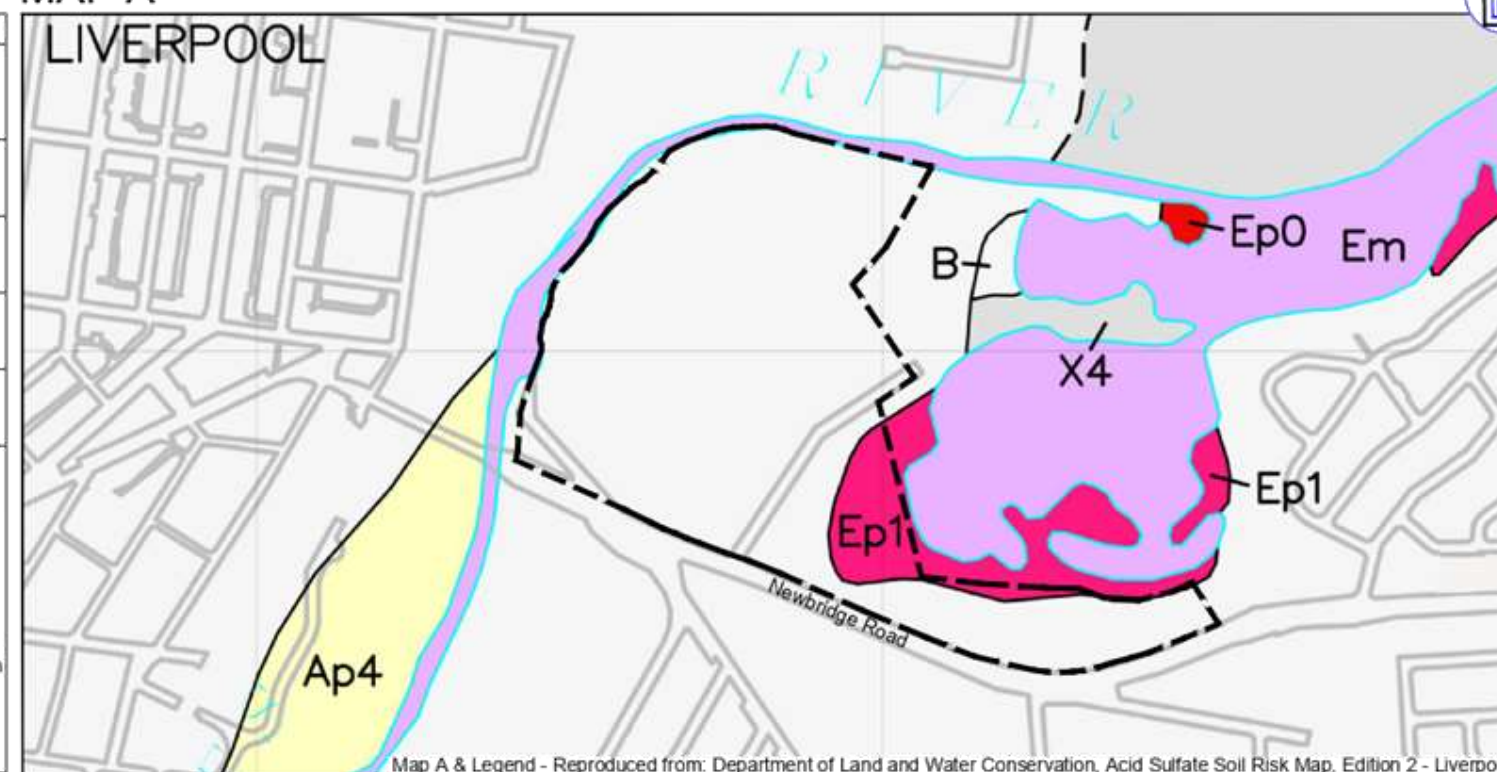 LIVERPOOL
RIVER
Ep0
Em
B
X4
Ep1
Ep1
Newbridge Road
Ap4
Map A & Legend - Reproduced from: Department of Land and Water Conservation, Acid Sulfate Soil Risk Map, Edition 2 -